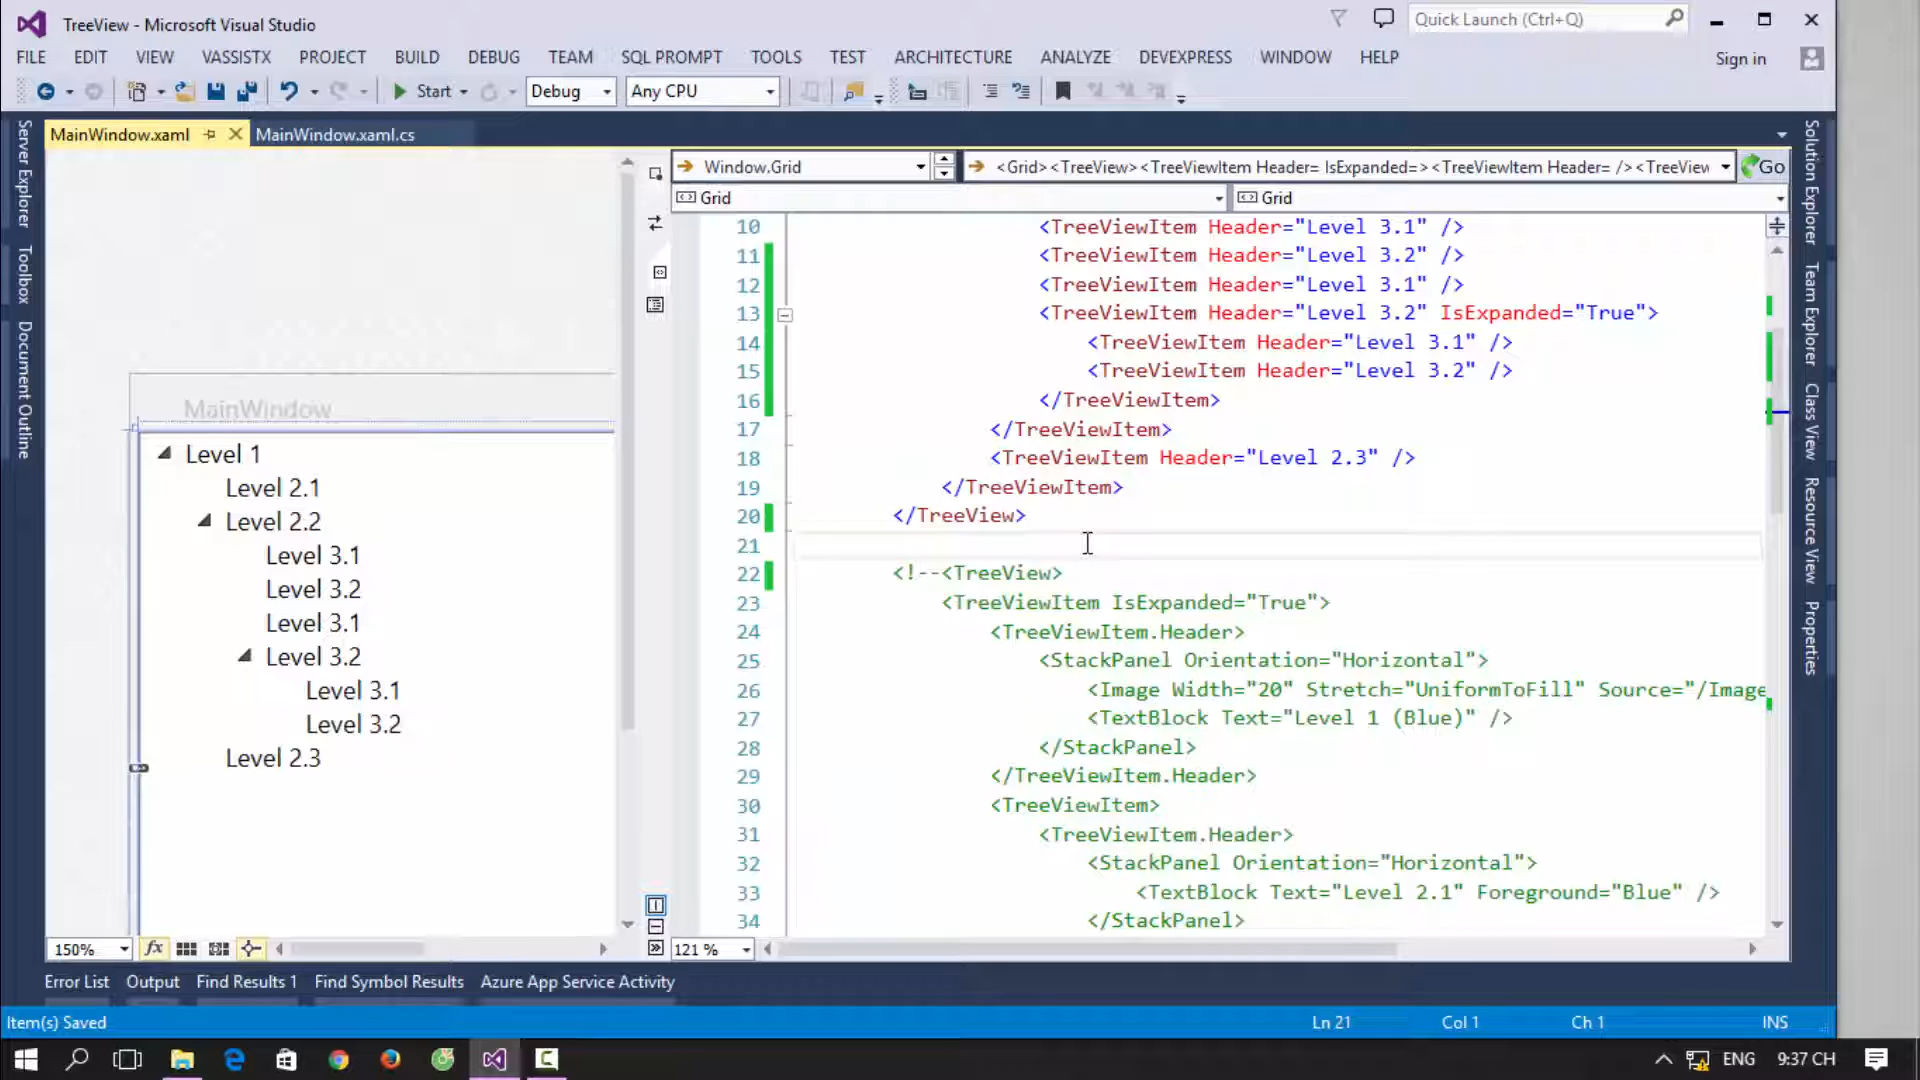 TreeView - Microsoft Visual Studio
Quick Launch (Ctrl+Q)
FILE EDIT VIEW VASSISTX PROJECT BUILD DEBUG TEAM SQL PROMPT TOOLS TEST ARCHITECTURE ANALYZE DEVEXPRESS WINDOW HELP
Sign in
Start Debug Any CPU
MainWindow.xaml MainWindow.xaml.cs
Server Explorer
Toolbox
Document Outline
MainWindow
Level 1
Level 2.1
Level 2.2
Level 3.1
Level 3.2
Level 3.1
Level 3.2
Level 3.1
Level 3.2
Level 2.3
150% fx
Window.Grid <Grid><TreeView><TreeViewItem Header= IsExpanded=><TreeViewItem Header= /><TreeView Go
Grid Grid
10 <TreeViewItem Header="Level 3.1" />
11 <TreeViewItem Header="Level 3.2" />
12 <TreeViewItem Header="Level 3.1" />
13 <TreeViewItem Header="Level 3.2" IsExpanded="True">
14 <TreeViewItem Header="Level 3.1" />
15 <TreeViewItem Header="Level 3.2" />
16 </TreeViewItem>
17 </TreeViewItem>
18 <TreeViewItem Header="Level 2.3" />
19 </TreeViewItem>
20 </TreeView>
21
22 <!--<TreeView>
23 <TreeViewItem IsExpanded="True">
24 <TreeViewItem.Header>
25 <StackPanel Orientation="Horizontal">
26 <Image Width="20" Stretch="UniformToFill" Source="/Image
27 <TextBlock Text="Level 1 (Blue)" />
28 </StackPanel>
29 </TreeViewItem.Header>
30 <TreeViewItem>
31 <TreeViewItem.Header>
32 <StackPanel Orientation="Horizontal">
33 <TextBlock Text="Level 2.1" Foreground="Blue" />
34 </StackPanel>
121 %
Solution Explorer
Team Explorer
Class View
Resource View
Properties
Error List Output Find Results 1 Find Symbol Results Azure App Service Activity
Item(s) Saved Ln 21 Col 1 Ch 1 INS
ENG 9:37 CH